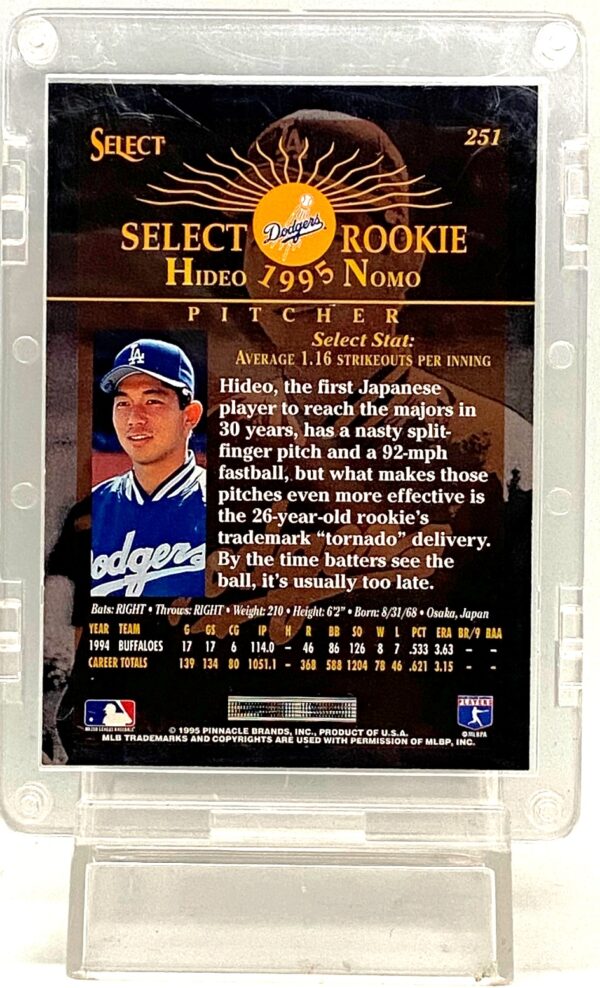 SELECT
251
Dodgers
SELECT ROOKIE
HIDEO 1995 NOMO
PITCHER
Select Stat:
AVERAGE 1.16 STRIKEOUTS PER INNING
LA
Hideo, the first Japanese
player to reach the majors in
30 years, has a nasty split-
finger pitch and a 92-mph
fastball, but what makes those
pitches even more effective is
the 26-year-old rookie's
trademark "tornado" delivery.
By the time batters see the
ball, it's usually too late.
odgers
Bats: RIGHT • Throws: RIGHT • Weight: 210 • Height: 6'2" • Born: 8/31/68 • Osaka, Japan
YEAR TEAM G GS CG IP H R BB SO W L PCT ERA BR/9 RAA
1994 BUFFALOES 17 17 6 114.0 – 46 86 126 8 7 .533 3.63 – –
CAREER TOTALS 139 134 80 1051.1 – 368 588 1204 78 46 .621 3.15 – –
MAJOR LEAGUE BASEBALL
PLAYERS
©MLBPA
© 1995 PINNACLE BRANDS, INC., PRODUCT OF U.S.A.
MLB TRADEMARKS AND COPYRIGHTS ARE USED WITH PERMISSION OF MLBP, INC.